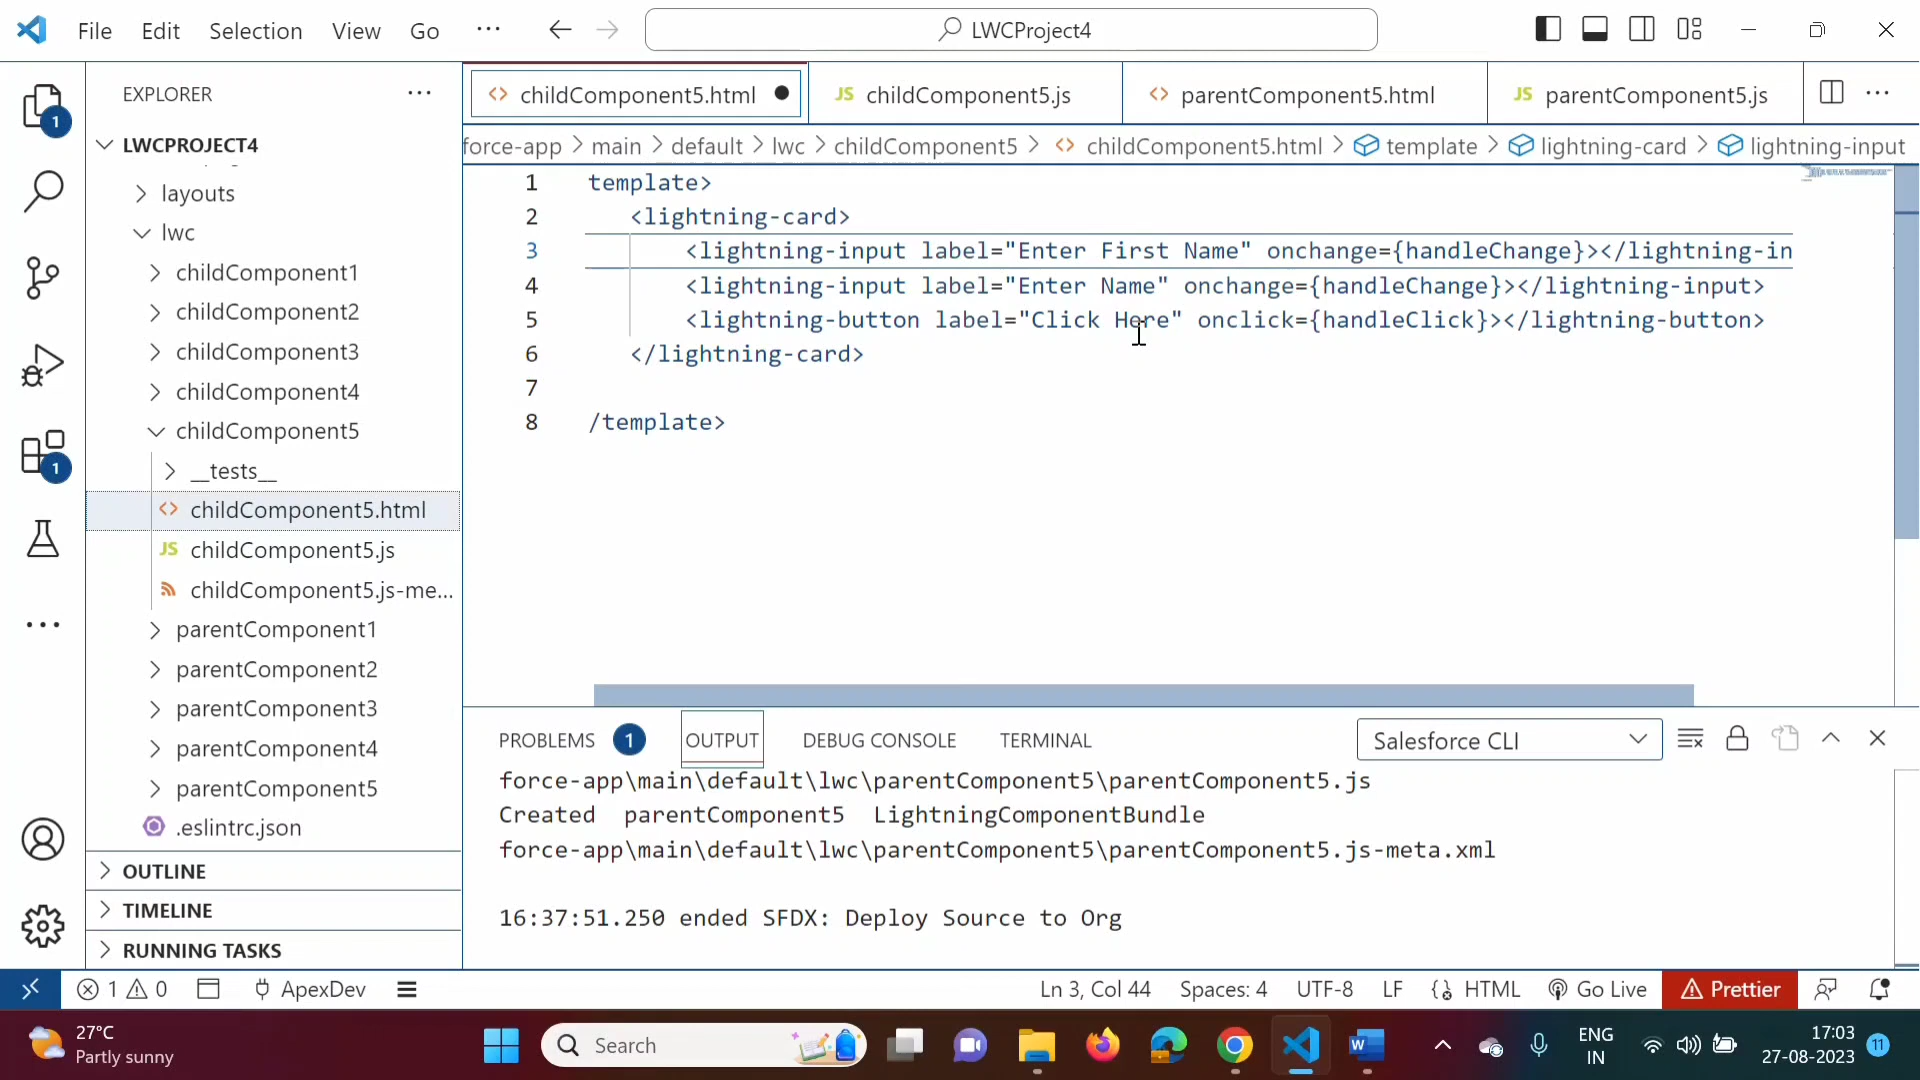 File Edit Selection View Go ··· LWCProject4
EXPLORER ···
childComponent5.html childComponent5.js parentComponent5.html parentComponent5.js ···
force-app > main > default > lwc > childComponent5 > childComponent5.html > template > lightning-card > lightning-input
LWCPROJECT4
layouts
lwc
childComponent1
childComponent2
childComponent3
childComponent4
childComponent5
__tests__
childComponent5.html
childComponent5.js
childComponent5.js-me...
parentComponent1
parentComponent2
parentComponent3
parentComponent4
parentComponent5
.eslintrc.json
OUTLINE
TIMELINE
RUNNING TASKS
1
1
1 template>
2 <lightning-card>
3 <lightning-input label="Enter First Name" onchange={handleChange}></lightning-in
4 <lightning-input label="Enter Name" onchange={handleChange}></lightning-input>
5 <lightning-button label="Click Here" onclick={handleClick}></lightning-button>
6 </lightning-card>
7
8 /template>
PROBLEMS 1 OUTPUT DEBUG CONSOLE TERMINAL Salesforce CLI
force-app\main\default\lwc\parentComponent5\parentComponent5.js
Created parentComponent5 LightningComponentBundle
force-app\main\default\lwc\parentComponent5\parentComponent5.js-meta.xml
16:37:51.250 ended SFDX: Deploy Source to Org
1 0 ApexDev Ln 3, Col 44 Spaces: 4 UTF-8 LF HTML Go Live Prettier
27°C
Partly sunny
Search
ENG
IN
17:03
27-08-2023
11